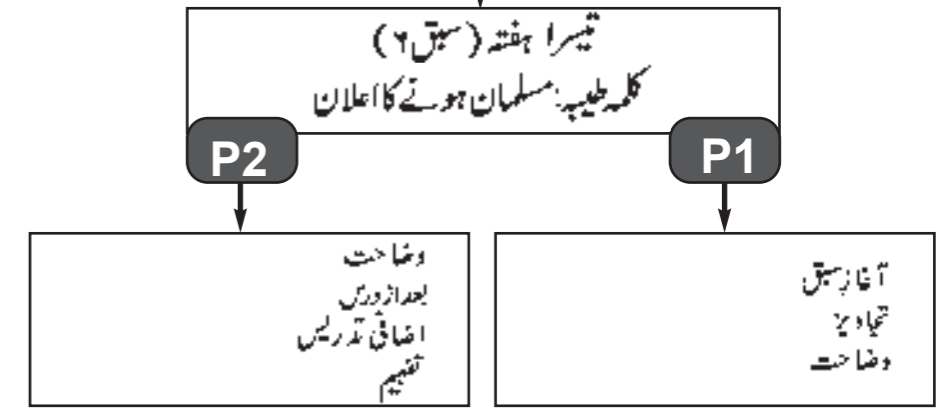 تیسرا ہفتہ (سبق ۶)
کلمہ طیبہ: مسلمان ہونے کا اعلان
P1
آغازِ سبق
تجاویز
وضاحت
P2
وضاحت
بعد از درس
اضافی تدریس
تفہیم